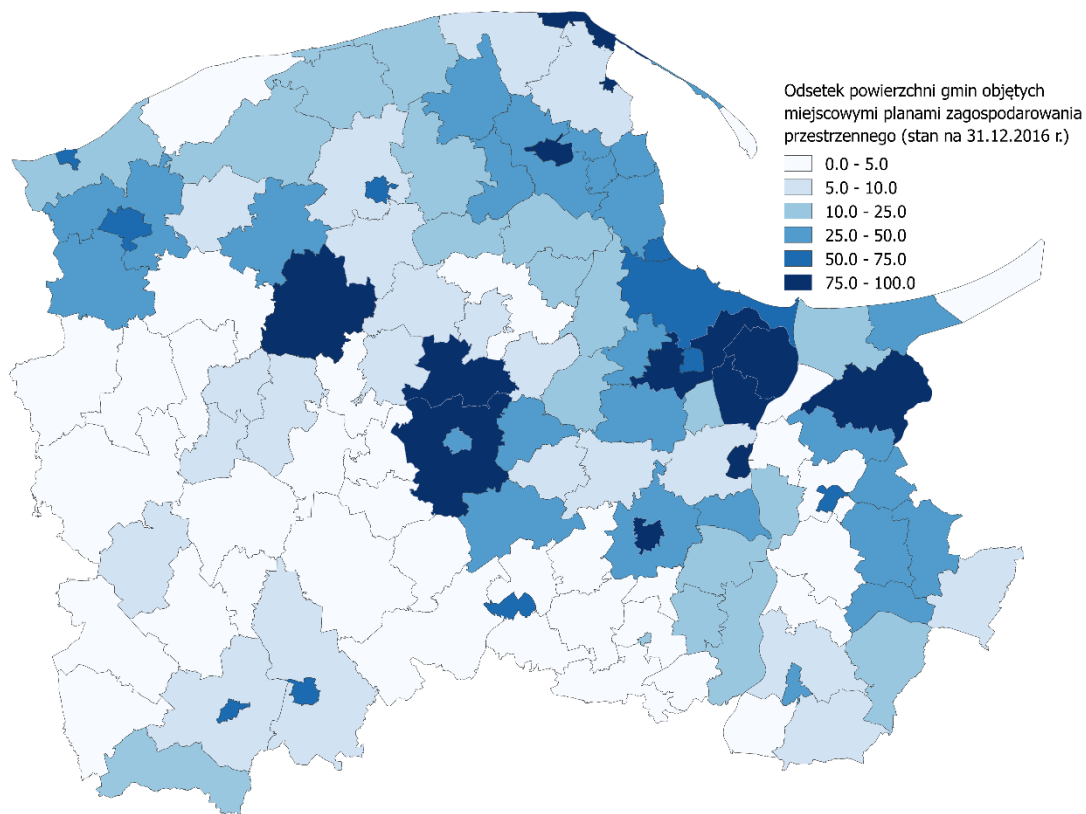 Odsetek powierzchni gmin objętych
miejscowymi planami zagospodarowania
przestrzennego (stan na 31.12.2016 r.)
0.0 - 5.0
5.0 - 10.0
10.0 - 25.0
25.0 - 50.0
50.0 - 75.0
75.0 - 100.0